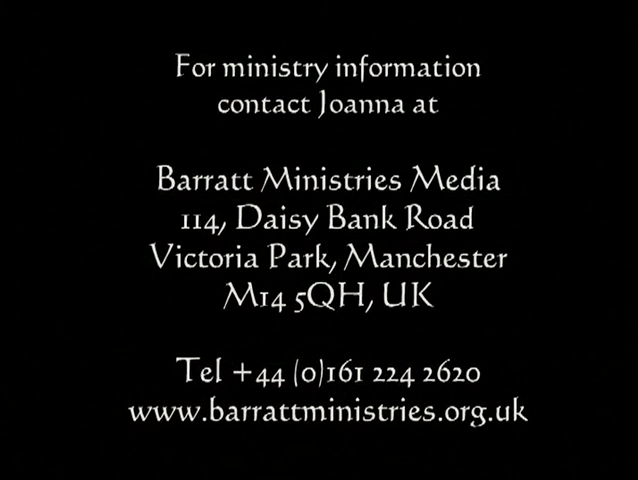 For ministry information
contact Joanna at
Barratt Ministries Media
114, Daisy Bank Road
Victoria Park, Manchester
M14 5QH, UK
Tel +44 (0)161 224 2620
www.barrattministries.org.uk